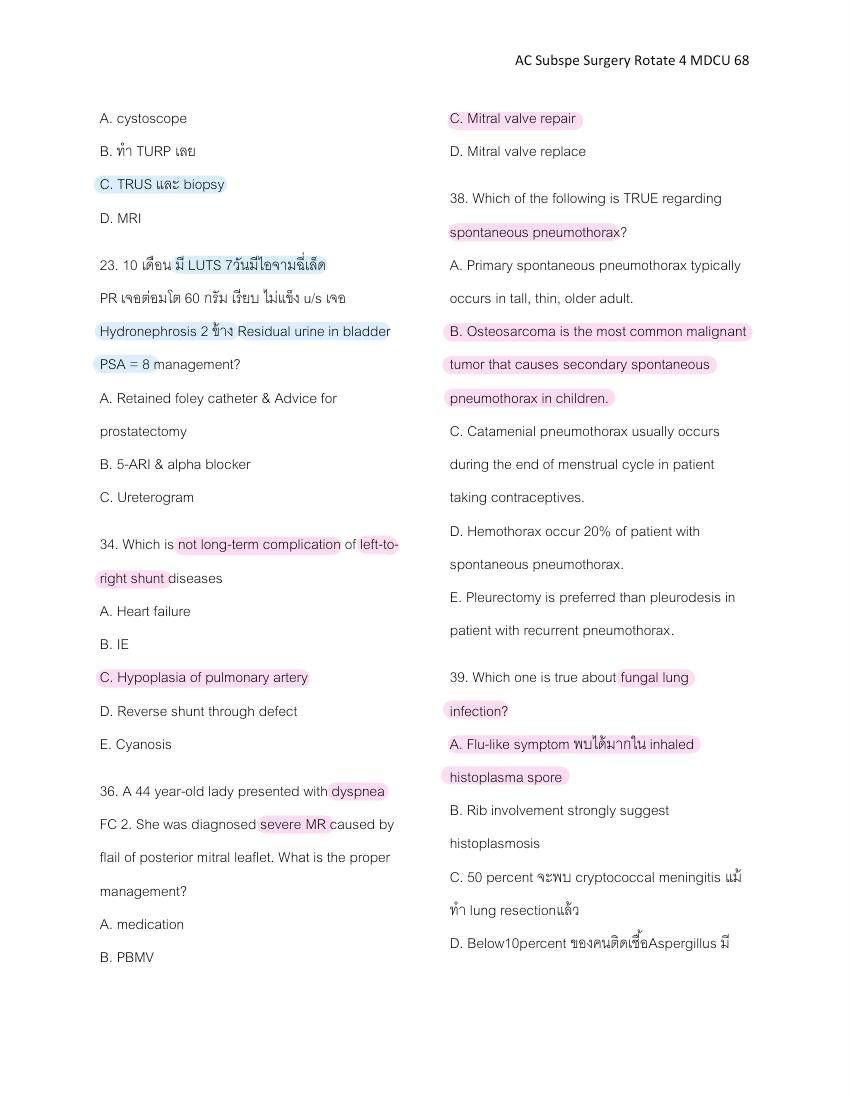 AC Subspe Surgery Rotate 4 MDCU 68
A. cystoscope
B. ทำ TURP เลย
C. TRUS และ biopsy
D. MRI
23. 10 เดือน มี LUTS 7วันมีไอจามฉี่เล็ด
PR เจอต่อมโต 60 กรัม เรียบ ไม่แข็ง u/s เจอ
Hydronephrosis 2 ข้าง Residual urine in bladder
PSA = 8 management?
A. Retained foley catheter & Advice for
prostatectomy
B. 5-ARI & alpha blocker
C. Ureterogram
34. Which is not long-term complication of left-to-
right shunt diseases
A. Heart failure
B. IE
C. Hypoplasia of pulmonary artery
D. Reverse shunt through defect
E. Cyanosis
36. A 44 year-old lady presented with dyspnea
FC 2. She was diagnosed severe MR caused by
flail of posterior mitral leaflet. What is the proper
management?
A. medication
B. PBMV
C. Mitral valve repair
D. Mitral valve replace
38. Which of the following is TRUE regarding
spontaneous pneumothorax?
A. Primary spontaneous pneumothorax typically
occurs in tall, thin, older adult.
B. Osteosarcoma is the most common malignant
tumor that causes secondary spontaneous
pneumothorax in children.
C. Catamenial pneumothorax usually occurs
during the end of menstrual cycle in patient
taking contraceptives.
D. Hemothorax occur 20% of patient with
spontaneous pneumothorax.
E. Pleurectomy is preferred than pleurodesis in
patient with recurrent pneumothorax.
39. Which one is true about fungal lung
infection?
A. Flu-like symptom พบได้มากใน inhaled
histoplasma spore
B. Rib involvement strongly suggest
histoplasmosis
C. 50 percent จะพบ cryptococcal meningitis แม้
ทำ lung resectionแล้ว
D. Below10percent ของคนติดเชื้อAspergillus มี